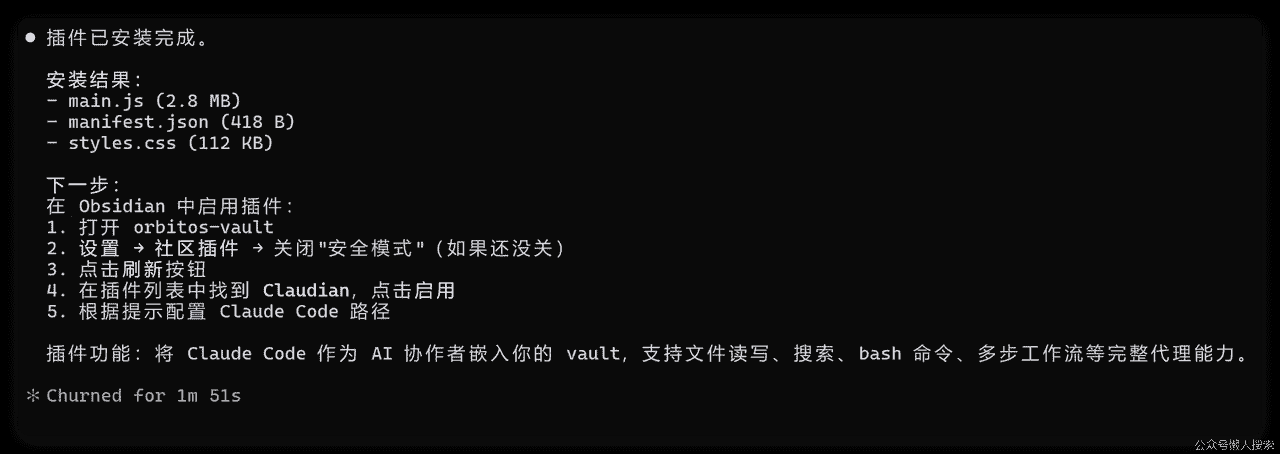 ● 插件已安装完成。
安装结果：
- main.js (2.8 MB)
- manifest.json (418 B)
- styles.css (112 KB)
下一步：
在 Obsidian 中启用插件：
1. 打开 orbitos-vault
2. 设置 → 社区插件 → 关闭"安全模式"（如果还没关）
3. 点击刷新按钮
4. 在插件列表中找到 Claudian，点击启用
5. 根据提示配置 Claude Code 路径
插件功能：将 Claude Code 作为 AI 协作者嵌入你的 vault，支持文件读写、搜索、bash 命令、多步工作流等完整代理能力。
✻ Churned for 1m 51s
公众号懒人搜索